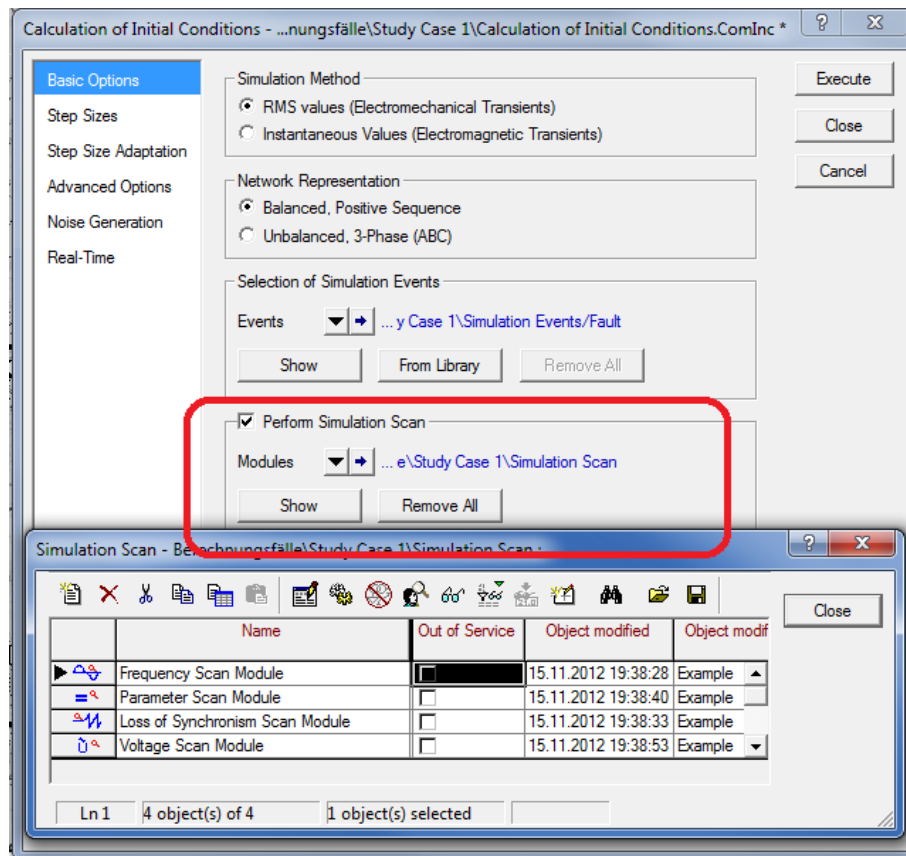 Calculation of Initial Conditions - ...nungsfälle\Study Case 1\Calculation of Initial Conditions.ComInc *
Basic Options
Step Sizes
Step Size Adaptation
Advanced Options
Noise Generation
Real-Time
Simulation Method
RMS values (Electromechanical Transients)
Instantaneous Values (Electromagnetic Transients)
Network Representation
Balanced, Positive Sequence
Unbalanced, 3-Phase (ABC)
Selection of Simulation Events
Events ... y Case 1\Simulation Events/Fault
Show From Library Remove All
Perform Simulation Scan
Modules ... e\Study Case 1\Simulation Scan
Show Remove All
Execute
Close
Cancel
Simulation Scan - Berechnungsfälle\Study Case 1\Simulation Scan :
Close
Name Out of Service Object modified Object modif
Frequency Scan Module 15.11.2012 19:38:28 Example
Parameter Scan Module 15.11.2012 19:38:40 Example
Loss of Synchronism Scan Module 15.11.2012 19:38:33 Example
Voltage Scan Module 15.11.2012 19:38:53 Example
Ln 1 4 object(s) of 4 1 object(s) selected